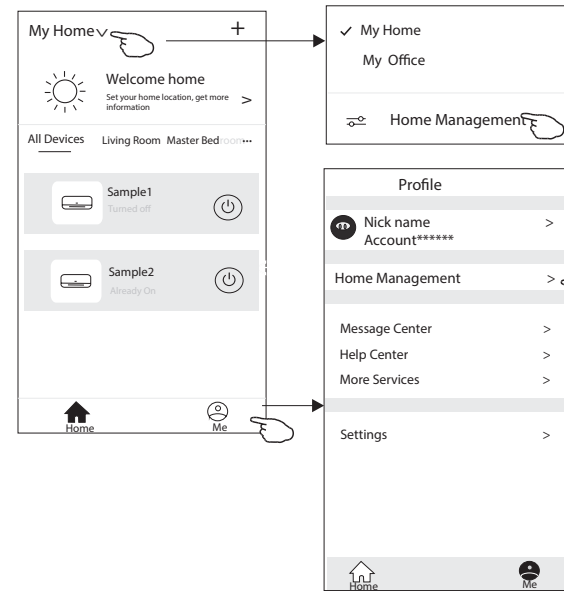 My Home
+
Welcome home
Set your home location, get more
information
>
All Devices Living Room Master Bedroom ...
Sample1
Turned off
Sample2
Already On
Home
Me
My Home
My Office
Home Management
Profile
Nick name
Account******
>
Home Management
>
Message Center
>
Help Center
>
More Services
>
Settings
>
Home
Me